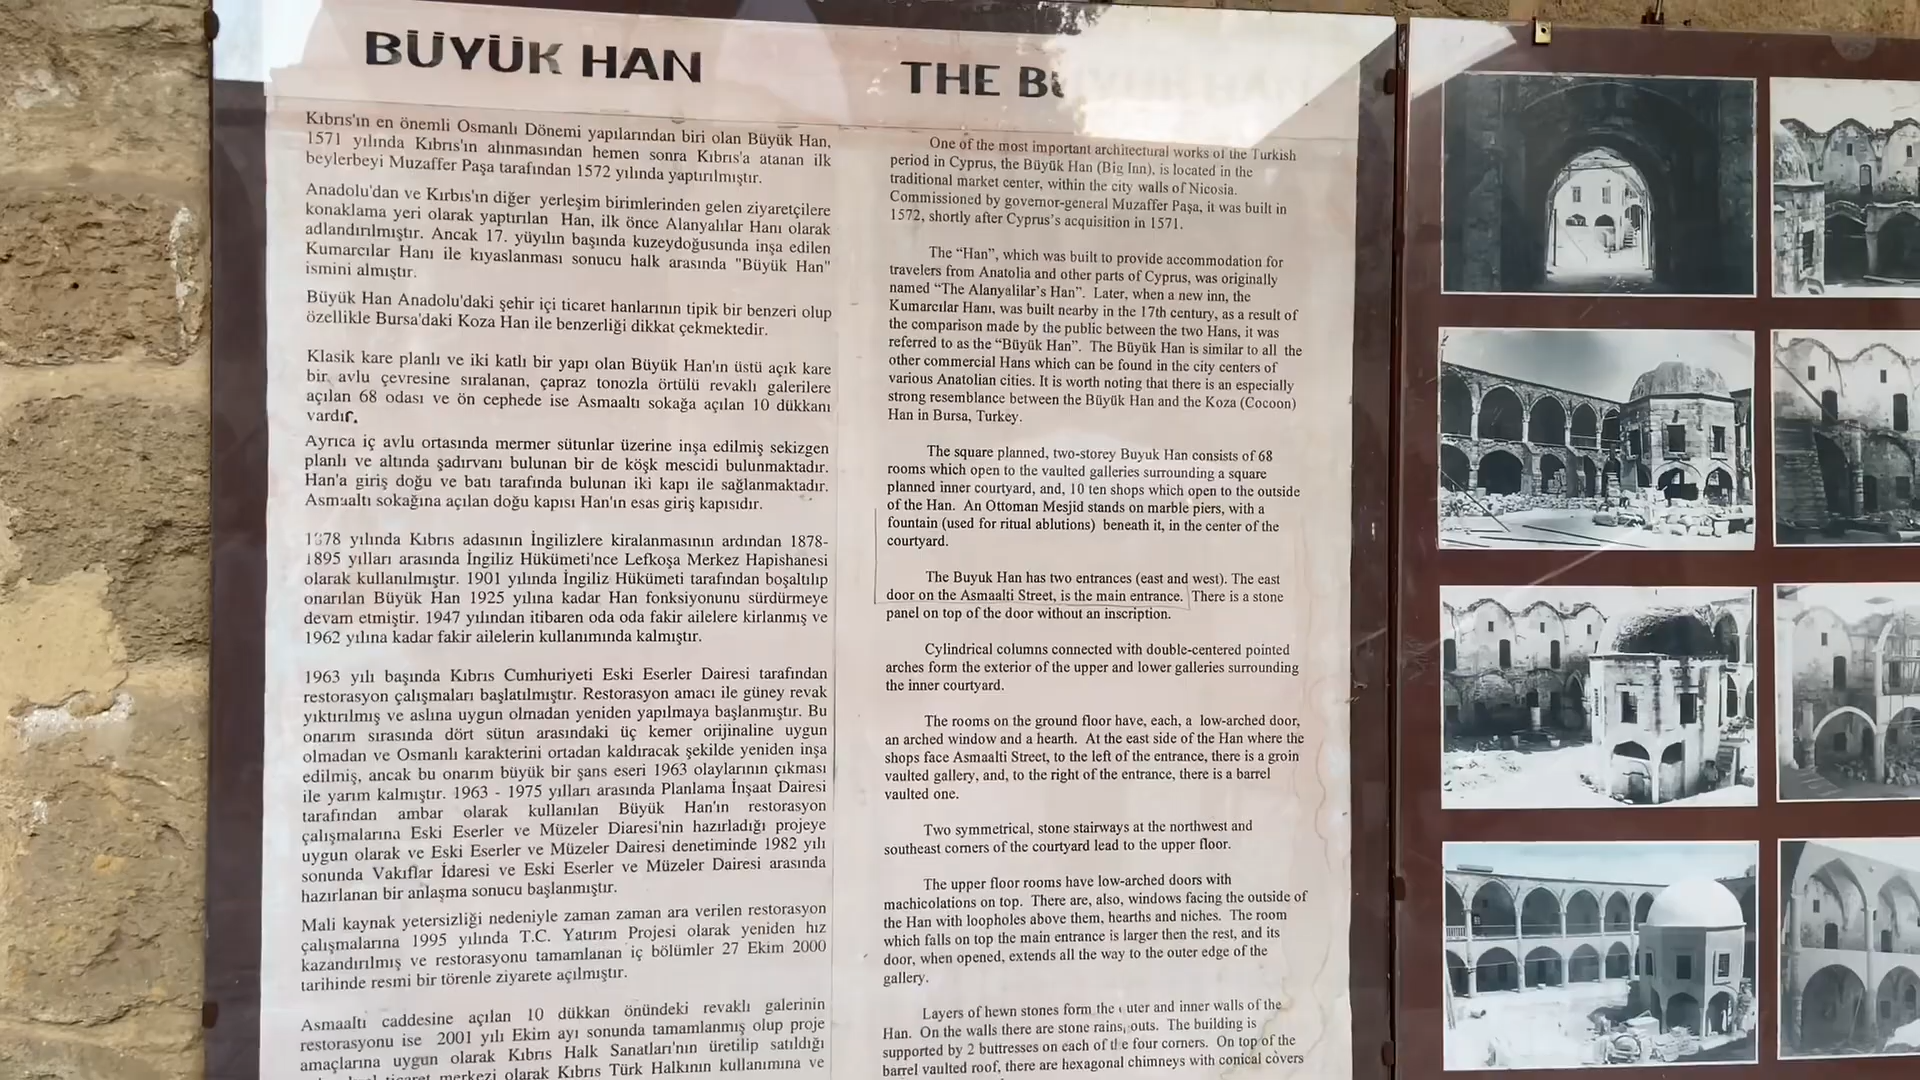 BÜYÜK HAN
Kıbrıs'ın en önemli Osmanlı Dönemi yapılarından biri olan Büyük Han,
1571 yılında Kıbrıs'ın alınmasından hemen sonra Kıbrıs'a atanan ilk
beylerbeyi Muzaffer Paşa tarafından 1572 yılında yaptırılmıştır.
Anadolu'dan ve Kırbıs'ın diğer yerleşim birimlerinden gelen ziyaretçilere
konaklama yeri olarak yaptırılan Han, ilk önce Alanyalılar Hanı olarak
adlandırılmıştır. Ancak 17. yüyılın başında kuzeydoğusunda inşa edilen
Kumarcılar Hanı ile kıyaslanması sonucu halk arasında "Büyük Han"
ismini almıştır.
Büyük Han Anadolu'daki şehir içi ticaret hanlarının tipik bir benzeri olup
özellikle Bursa'daki Koza Han ile benzerliği dikkat çekmektedir.
Klasik kare planlı ve iki katlı bir yapı olan Büyük Han'ın üstü açık kare
bir avlu çevresine sıralanan, çapraz tonozla örtülü revaklı galerilere
açılan 68 odası ve ön cephede ise Asmaaltı sokağa açılan 10 dükkanı
vardır.
Ayrıca iç avlu ortasında mermer sütunlar üzerine inşa edilmiş sekizgen
planlı ve altında şadırvanı bulunan bir de köşk mescidi bulunmaktadır.
Han'a giriş doğu ve batı tarafında bulunan iki kapı ile sağlanmaktadır.
Asmaaltı sokağına açılan doğu kapısı Han'ın esas giriş kapısıdır.
1878 yılında Kıbrıs adasının İngilizlere kiralanmasının ardından 1878-
1895 yılları arasında İngiliz Hükümeti'nce Lefkoşa Merkez Hapishanesi
olarak kullanılmıştır. 1901 yılında İngiliz Hükümeti tarafından boşaltılıp
onarılan Büyük Han 1925 yılına kadar Han fonksiyonunu sürdürmeye
devam etmiştir. 1947 yılından itibaren oda oda fakir ailelere kirlanmış ve
1962 yılına kadar fakir ailelerin kullanımında kalmıştır.
1963 yılı başında Kıbrıs Cumhuriyeti Eski Eserler Dairesi tarafından
restorasyon çalışmaları başlatılmıştır. Restorasyon amacı ile güney revak
yıktırılmış ve aslına uygun olmadan yeniden yapılmaya başlanmıştır. Bu
onarım sırasında dört sütun arasındaki üç kemer orijinaline uygun
olmadan ve Osmanlı karakterini ortadan kaldıracak şekilde yeniden inşa
edilmiş, ancak bu onarım büyük bir şans eseri 1963 olaylarının çıkması
ile yarım kalmıştır. 1963 - 1975 yılları arasında Planlama İnşaat Dairesi
tarafından ambar olarak kullanılan Büyük Han'ın restorasyon
çalışmalarına Eski Eserler ve Müzeler Diaresi'nin hazırladığı projeye
uygun olarak ve Eski Eserler ve Müzeler Dairesi denetiminde 1982 yılı
sonunda Vakıflar İdaresi ve Eski Eserler ve Müzeler Dairesi arasında
hazırlanan bir anlaşma sonucu başlanmıştır.
Mali kaynak yetersizliği nedeniyle zaman zaman ara verilen restorasyon
çalışmalarına 1995 yılında T.C. Yatırım Projesi olarak yeniden hız
kazandırılmış ve restorasyonu tamamlanan iç bölümler 27 Ekim 2000
tarihinde resmi bir törenle ziyarete açılmıştır.
Asmaaltı caddesine açılan 10 dükkan önündeki revaklı galerinin
restorasyonu ise 2001 yılı Ekim ayı sonunda tamamlanmış olup proje
amaçlarına uygun olarak Kıbrıs Halk Sanatları'nın üretilip satıldığı
merkezi olarak Kıbrıs Türk Halkının kullanımına ve
THE BÜYÜK HAN
One of the most important architectural works of the Turkish
period in Cyprus, the Büyük Han (Big Inn), is located in the
traditional market center, within the city walls of Nicosia.
Commissioned by governor-general Muzaffer Paşa, it was built in
1572, shortly after Cyprus's acquisition in 1571.
The “Han”, which was built to provide accommodation for
travelers from Anatolia and other parts of Cyprus, was originally
named “The Alanyalilar's Han”. Later, when a new inn, the
Kumarcılar Hanı, was built nearby in the 17th century, as a result of
the comparison made by the public between the two Hans, it was
referred to as the “Büyük Han”. The Büyük Han is similar to all the
other commercial Hans which can be found in the city centers of
various Anatolian cities. It is worth noting that there is an especially
strong resemblance between the Büyük Han and the Koza (Cocoon)
Han in Bursa, Turkey.
The square planned, two-storey Buyuk Han consists of 68
rooms which open to the vaulted galleries surrounding a square
planned inner courtyard, and, 10 ten shops which open to the outside
of the Han. An Ottoman Mesjid stands on marble piers, with a
fountain (used for ritual ablutions) beneath it, in the center of the
courtyard.
The Buyuk Han has two entrances (east and west). The east
door on the Asmaalti Street, is the main entrance. There is a stone
panel on top of the door without an inscription.
Cylindrical columns connected with double-centered pointed
arches form the exterior of the upper and lower galleries surrounding
the inner courtyard.
The rooms on the ground floor have, each, a low-arched door,
an arched window and a hearth. At the east side of the Han where the
shops face Asmaalti Street, to the left of the entrance, there is a groin
vaulted gallery, and, to the right of the entrance, there is a barrel
vaulted one.
Two symmetrical, stone stairways at the northwest and
southeast corners of the courtyard lead to the upper floor.
The upper floor rooms have low-arched doors with
machicolations on top. There are, also, windows facing the outside of
the Han with loopholes above them, hearths and niches. The room
which falls on top the main entrance is larger then the rest, and its
door, when opened, extends all the way to the outer edge of the
gallery.
Layers of hewn stones form the outer and inner walls of the
Han. On the walls there are stone rainspouts. The building is
supported by 2 buttresses on each of the four corners. On top of the
barrel vaulted roof, there are hexagonal chimneys with conical covers